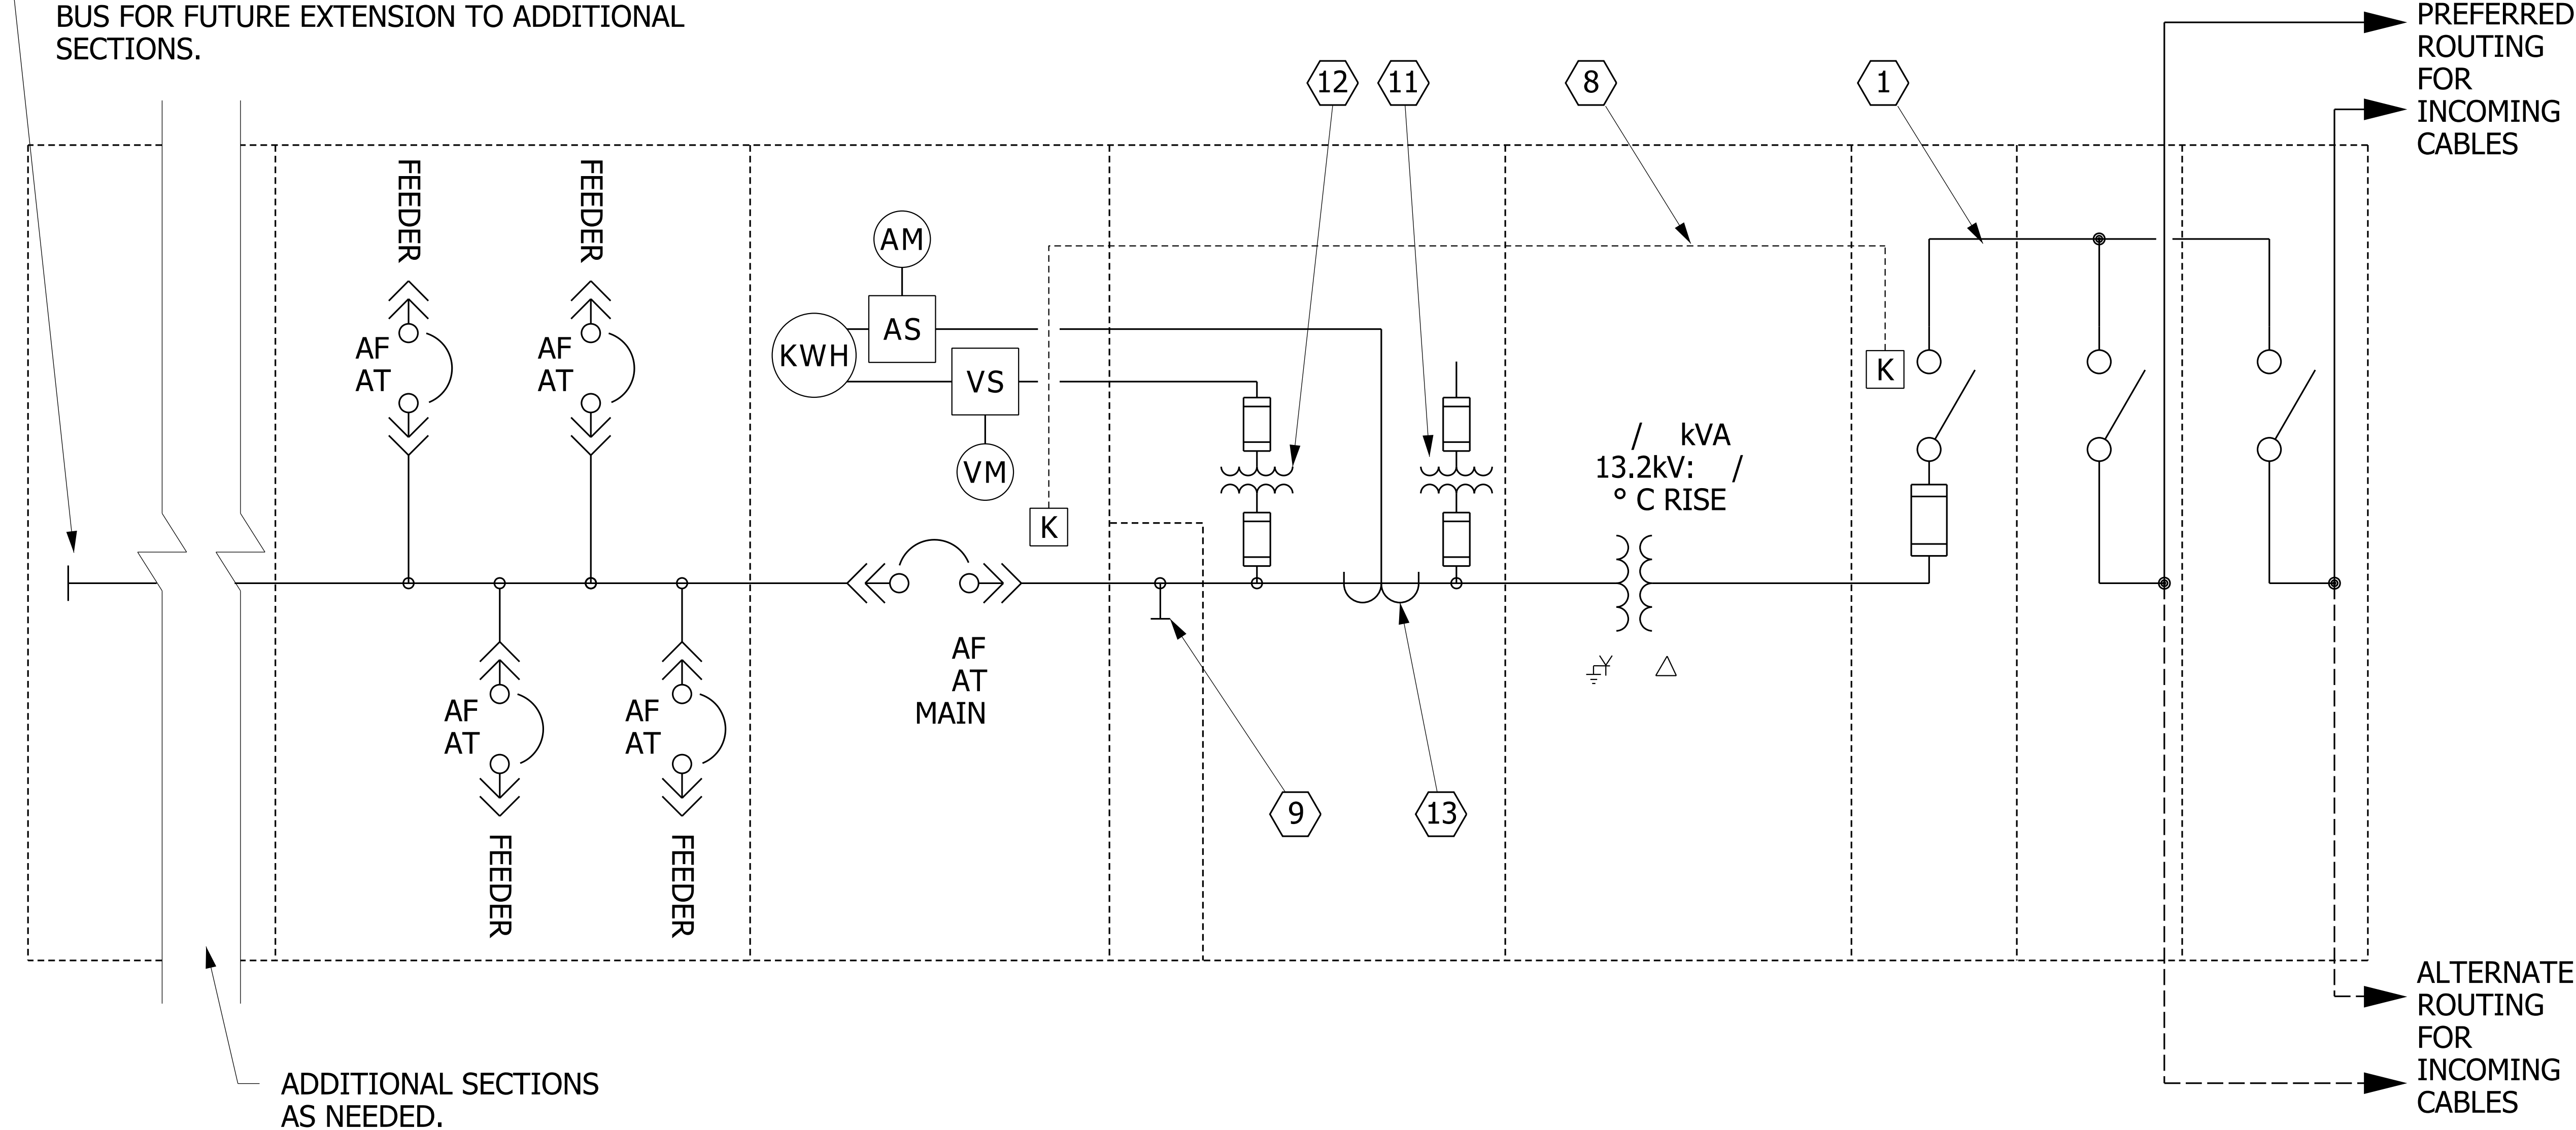 BUS FOR FUTURE EXTENSION TO ADDITIONAL
SECTIONS.
PREFERRED
ROUTING
FOR
INCOMING
CABLES
12
11
8
1
FEEDER
FEEDER
AM
AS
KWH
VS
VM
AF
AT
AF
AT
K
K
/ kVA
13.2kV: /
° C RISE
AF
AT
MAIN
AF
AT
AF
AT
9
13
FEEDER
FEEDER
ALTERNATE
ROUTING
FOR
INCOMING
CABLES
ADDITIONAL SECTIONS
AS NEEDED.